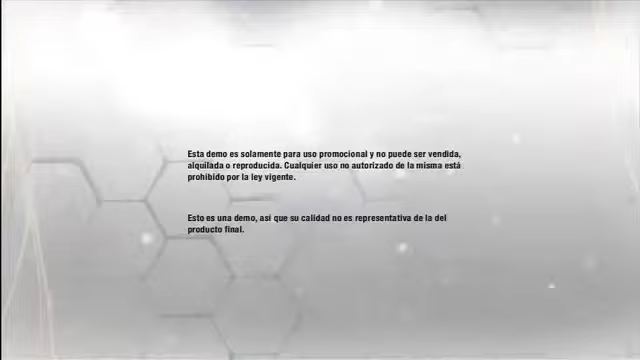 Esta demo es solamente para uso promocional y no puede ser vendida,
alquilada o reproducida. Cualquier uso no autorizado de la misma está
prohibido por la ley vigente.
Esto es una demo, así que su calidad no es representativa de la del
producto final.